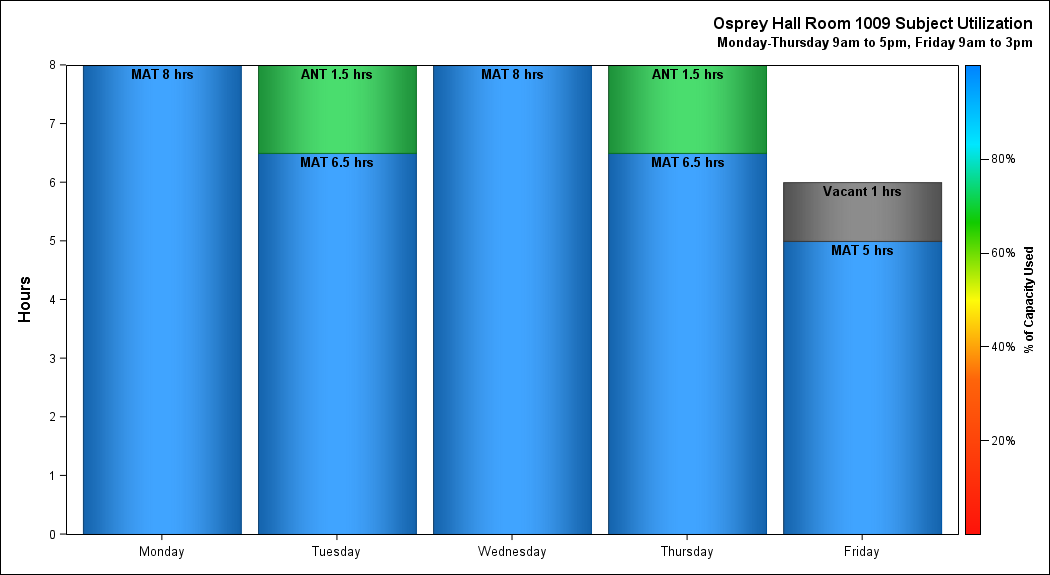 Osprey Hall Room 1009 Subject Utilization
Monday-Thursday 9am to 5pm, Friday 9am to 3pm
Hours
8
7
6
5
4
3
2
1
0
MAT 8 hrs
ANT 1.5 hrs
MAT 6.5 hrs
MAT 8 hrs
ANT 1.5 hrs
MAT 6.5 hrs
Vacant 1 hrs
MAT 5 hrs
Monday
Tuesday
Wednesday
Thursday
Friday
80%
60%
40%
20%
% of Capacity Used